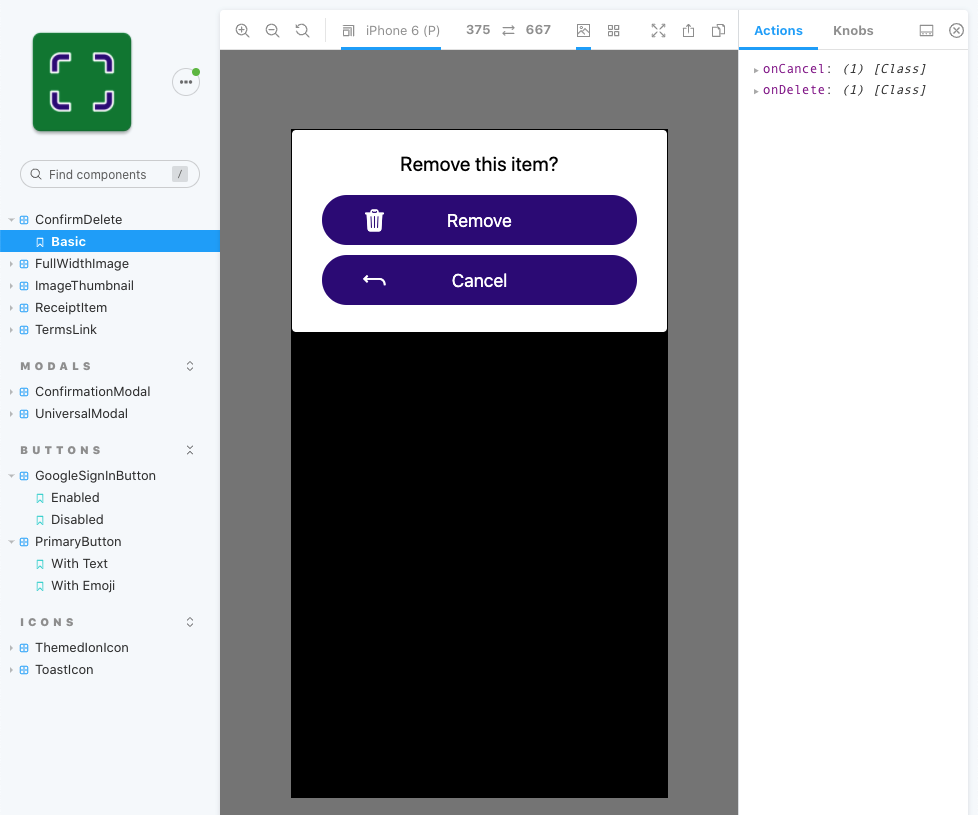 iPhone 6 (P) 375 667
Actions Knobs
Find components /
ConfirmDelete
Basic
FullWidthImage
ImageThumbnail
ReceiptItem
TermsLink
MODALS
ConfirmationModal
UniversalModal
BUTTONS
GoogleSignInButton
Enabled
Disabled
PrimaryButton
With Text
With Emoji
ICONS
ThemedIonIcon
ToastIcon
Remove this item?
Remove
Cancel
onCancel: (1) [Class]
onDelete: (1) [Class]